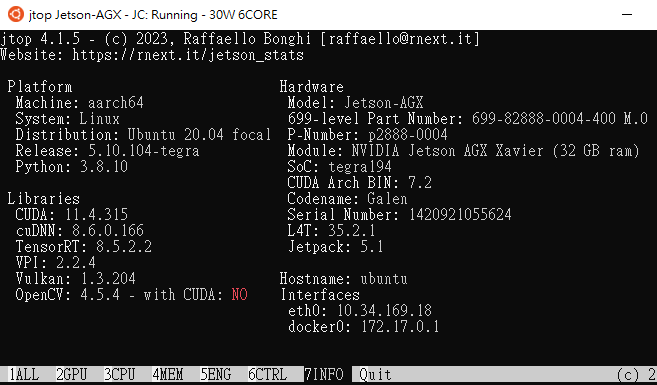 jtop Jetson-AGX - JC: Running - 30W 6CORE
jtop 4.1.5 - (c) 2023, Raffaello Bonghi [raffaello@rnext.it]
Website: https://rnext.it/jetson_stats
Platform
Machine: aarch64
System: Linux
Distribution: Ubuntu 20.04 focal
Release: 5.10.104-tegra
Python: 3.8.10
Libraries
CUDA: 11.4.315
cuDNN: 8.6.0.166
TensorRT: 8.5.2.2
VPI: 2.2.4
Vulkan: 1.3.204
OpenCV: 4.5.4 - with CUDA: NO
Hardware
Model: Jetson-AGX
699-level Part Number: 699-82888-0004-400 M.0
P-Number: p2888-0004
Module: NVIDIA Jetson AGX Xavier (32 GB ram)
SoC: tegra194
CUDA Arch BIN: 7.2
Codename: Galen
Serial Number: 1420921055624
L4T: 35.2.1
Jetpack: 5.1
Hostname: ubuntu
Interfaces
eth0: 10.34.169.18
docker0: 172.17.0.1
1ALL 2GPU 3CPU 4MEM 5ENG 6CTRL 7INFO Quit (c) 2